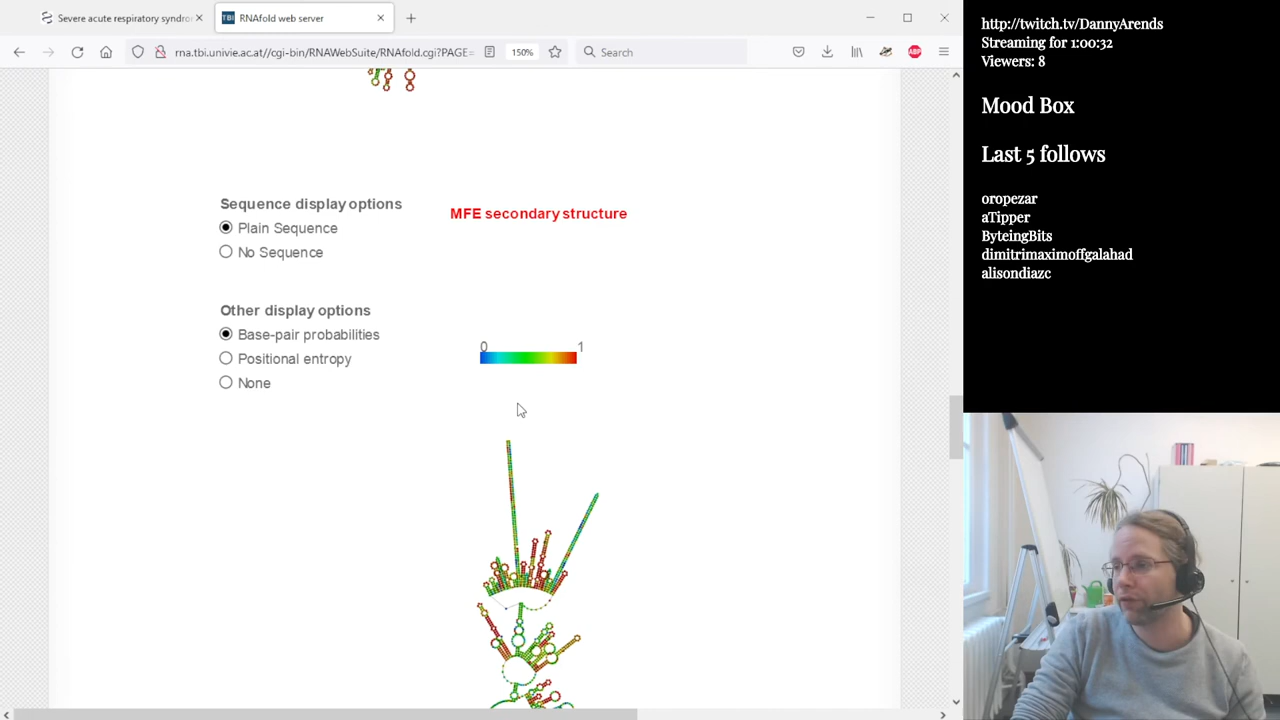 Severe acute respiratory syndro
TBI
RNAfold web server
rna.tbi.univie.ac.at//cgi-bin/RNAWebSuite/RNAfold.cgi?PAGE=
150%
Search
ABP
Sequence display options
Plain Sequence
No Sequence
MFE secondary structure
Other display options
Base-pair probabilities
Positional entropy
None
0 1
http://twitch.tv/DannyArends
Streaming for 1:00:32
Viewers: 8
Mood Box
Last 5 follows
oropezar
aTipper
ByteingBits
dimitrimaximoffgalahad
alisondiazc